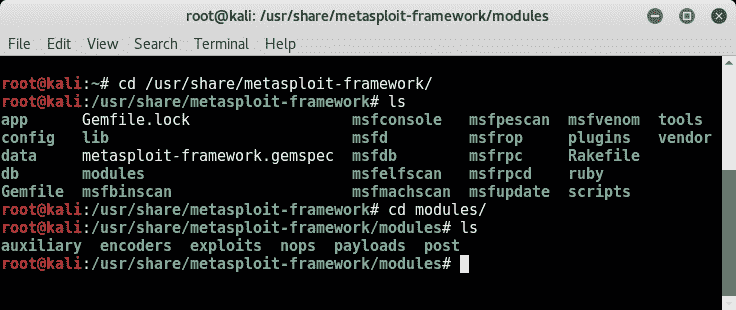 root@kali: /usr/share/metasploit-framework/modules
File Edit View Search Terminal Help
root@kali:~# cd /usr/share/metasploit-framework/
root@kali:/usr/share/metasploit-framework# ls
app Gemfile.lock msfconsole msfpescan msfvenom tools
config lib msfd msfrop plugins vendor
data metasploit-framework.gemspec msfdb msfrpc Rakefile
db modules msfelfscan msfrpcd ruby
Gemfile msfbinscan msfmachscan msfupdate scripts
root@kali:/usr/share/metasploit-framework# cd modules/
root@kali:/usr/share/metasploit-framework/modules# ls
auxiliary encoders exploits nops payloads post
root@kali:/usr/share/metasploit-framework/modules#